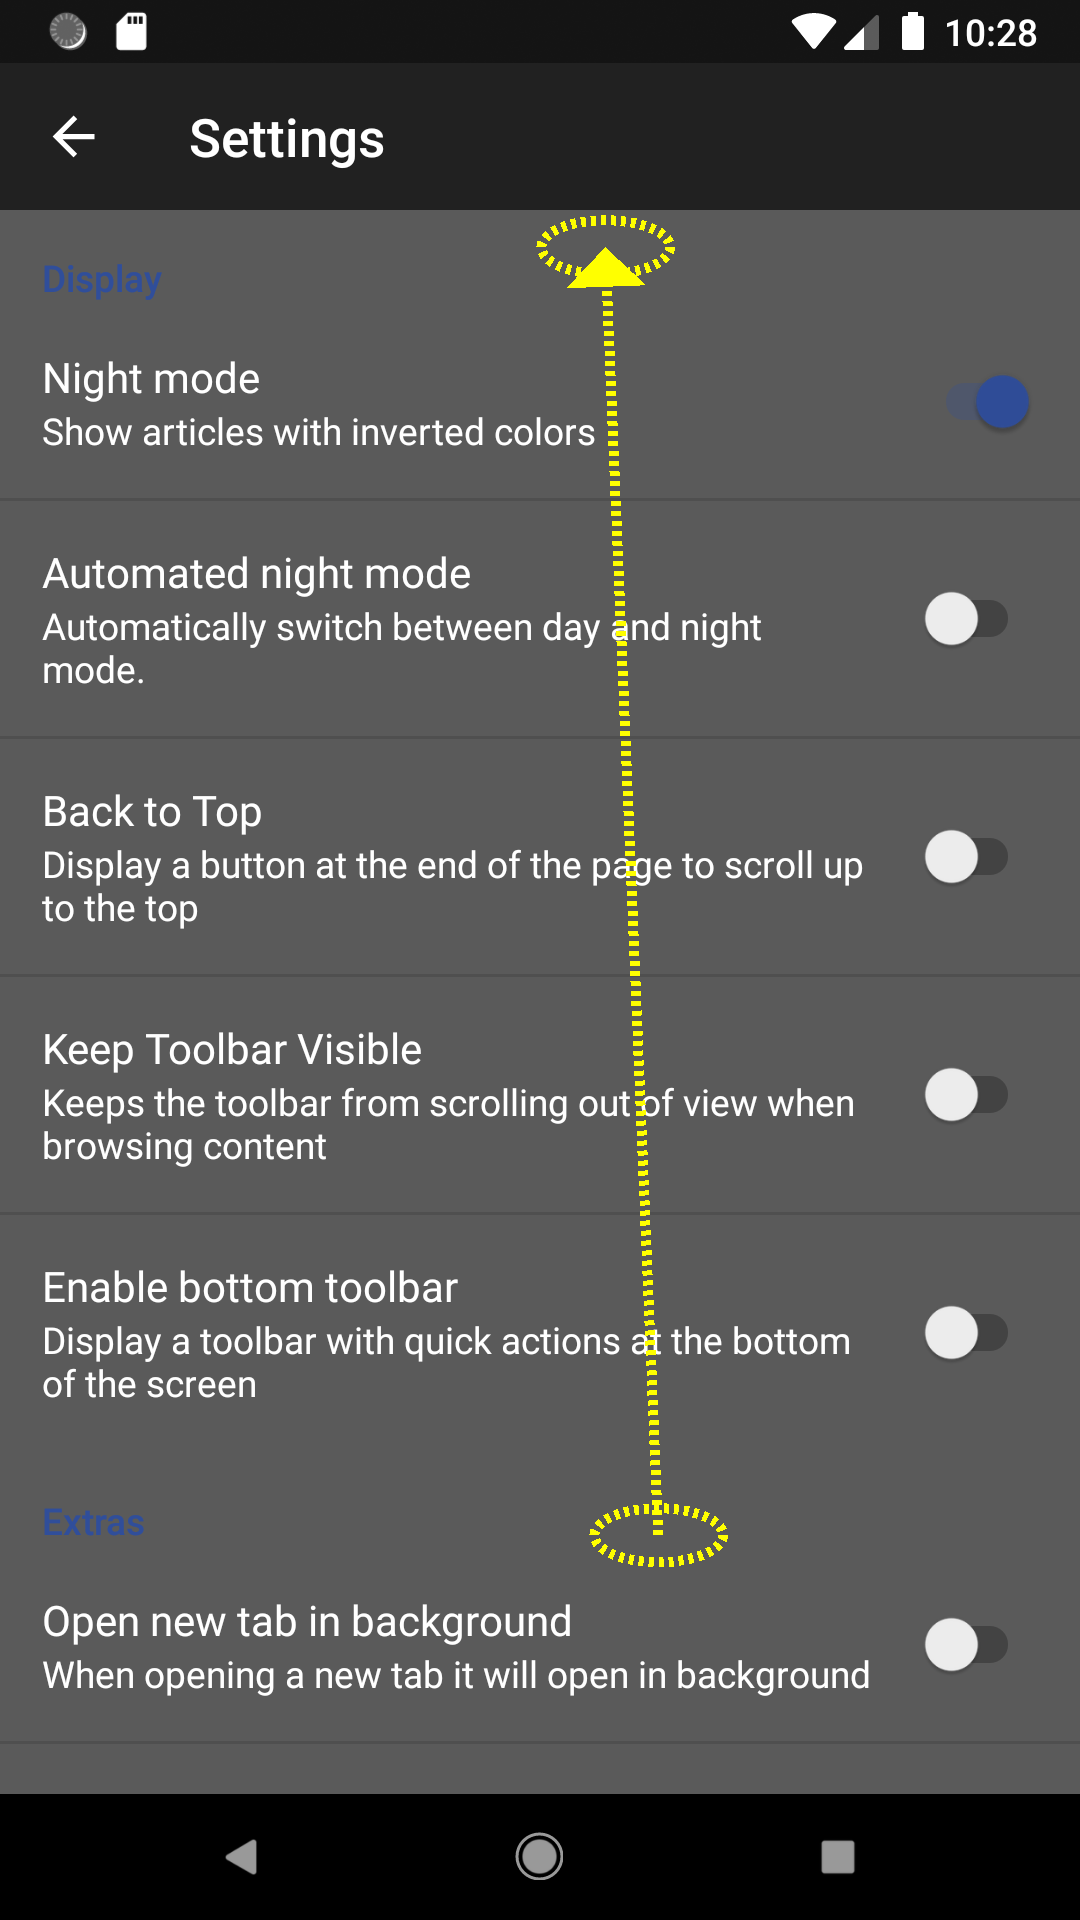 10:28
Settings
Display
Night mode
Show articles with inverted colors
Automated night mode
Automatically switch between day and night
mode.
Back to Top
Display a button at the end of the page to scroll up
to the top
Keep Toolbar Visible
Keeps the toolbar from scrolling out of view when
browsing content
Enable bottom toolbar
Display a toolbar with quick actions at the bottom
of the screen
Extras
Open new tab in background
When opening a new tab it will open in background